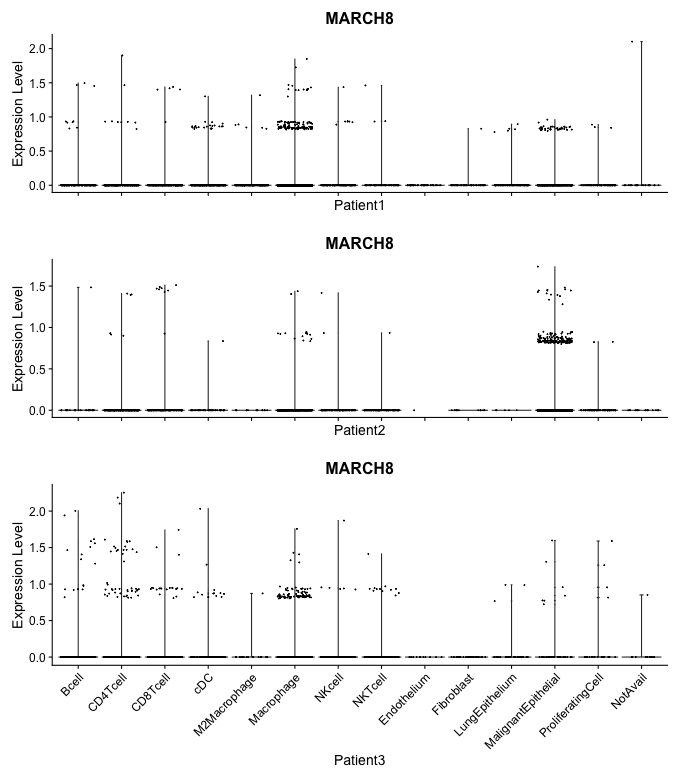 MARCH8
Expression Level
2.0
1.5
1.0
0.5
0.0
Patient1
MARCH8
Expression Level
1.5
1.0
0.5
0.0
Patient2
MARCH8
Expression Level
2.0
1.5
1.0
0.5
0.0
Bcell
CD4Tcell
CD8Tcell
cDC
M2Macrophage
Macrophage
NKcell
NKTcell
Endothelium
Fibroblast
LungEpithelium
MalignantEpithelial
ProliferatingCell
NotAvail
Patient3